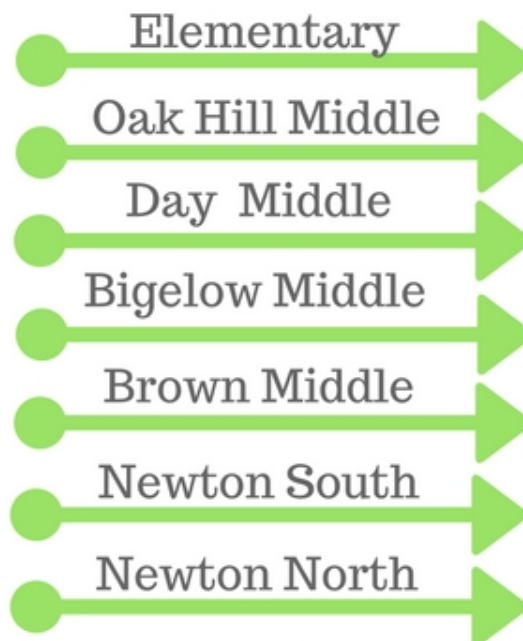 Elementary
Oak Hill Middle
Day Middle
Bigelow Middle
Brown Middle
Newton South
Newton North